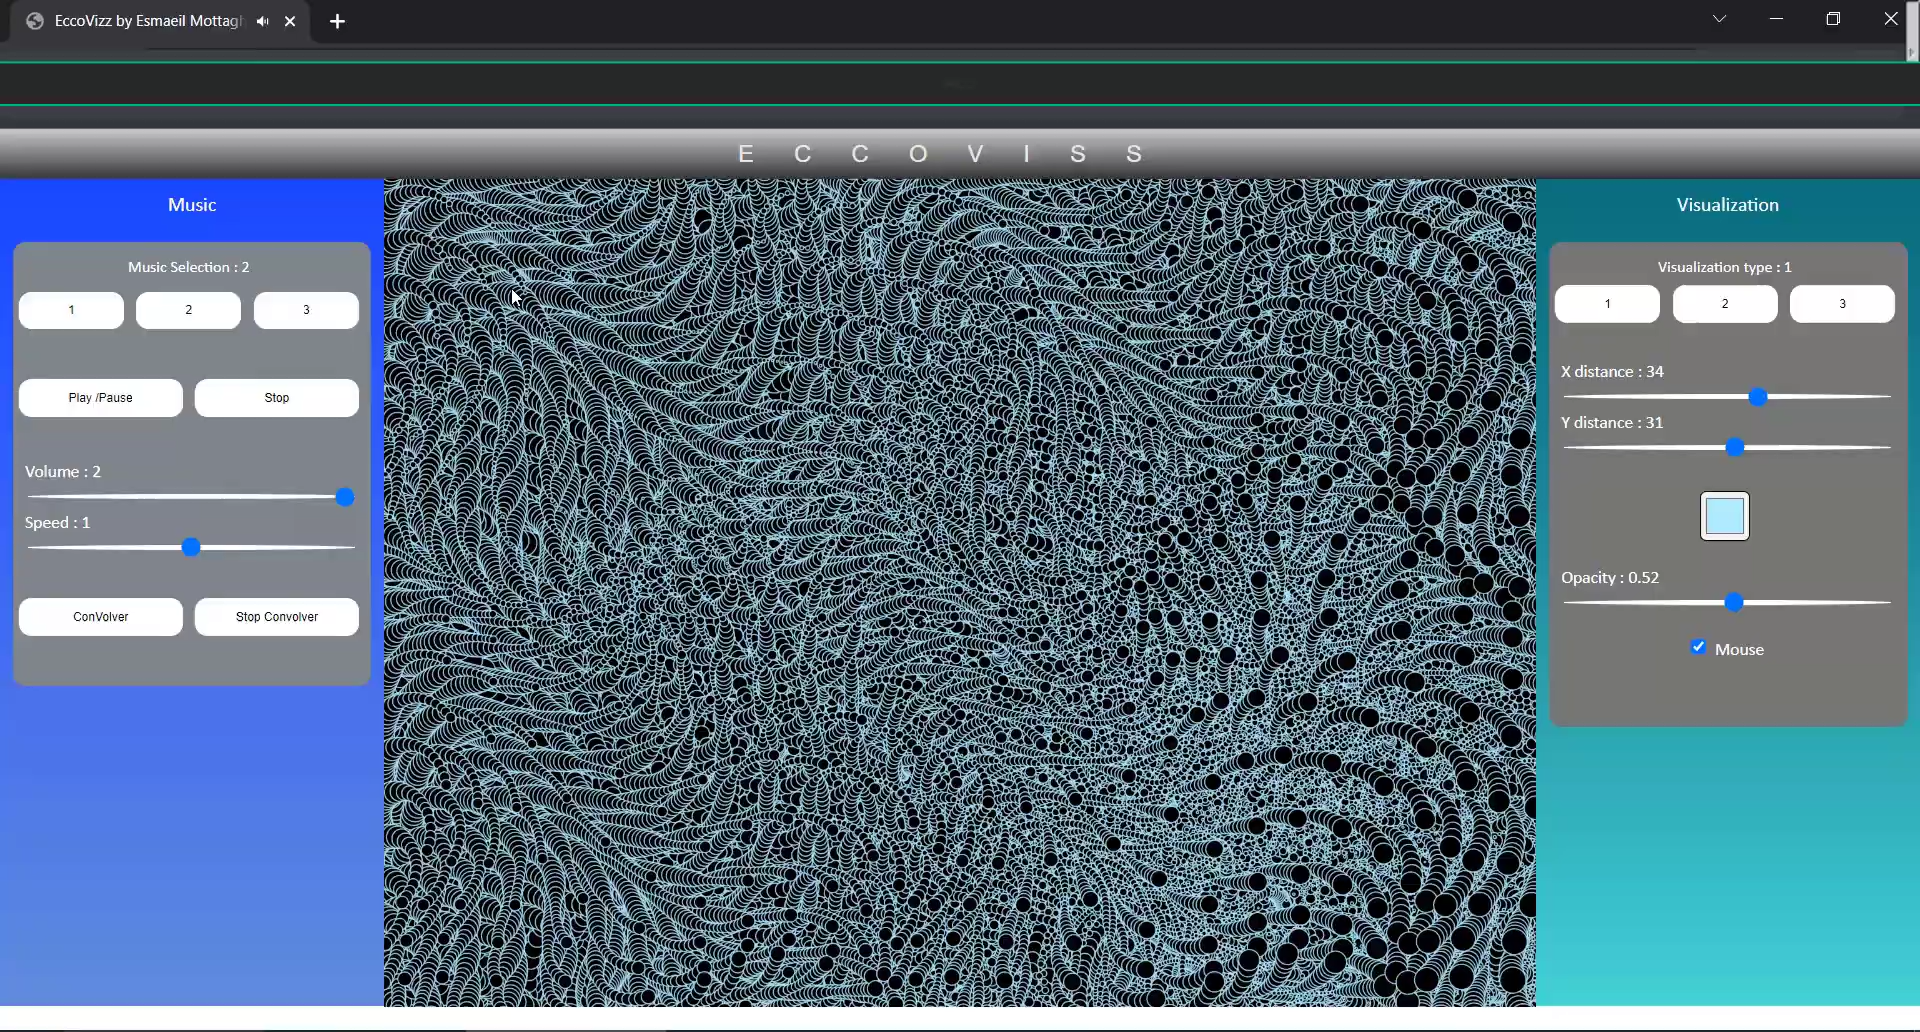 EccoVizz by Esmaeil Mottagh
E C C O V I S S
Music
Music Selection : 2
1 2 3
Play /Pause Stop
Volume : 2
Speed : 1
ConVolver Stop Convolver
Visualization
Visualization type : 1
1 2 3
X distance : 34
Y distance : 31
Opacity : 0.52
Mouse